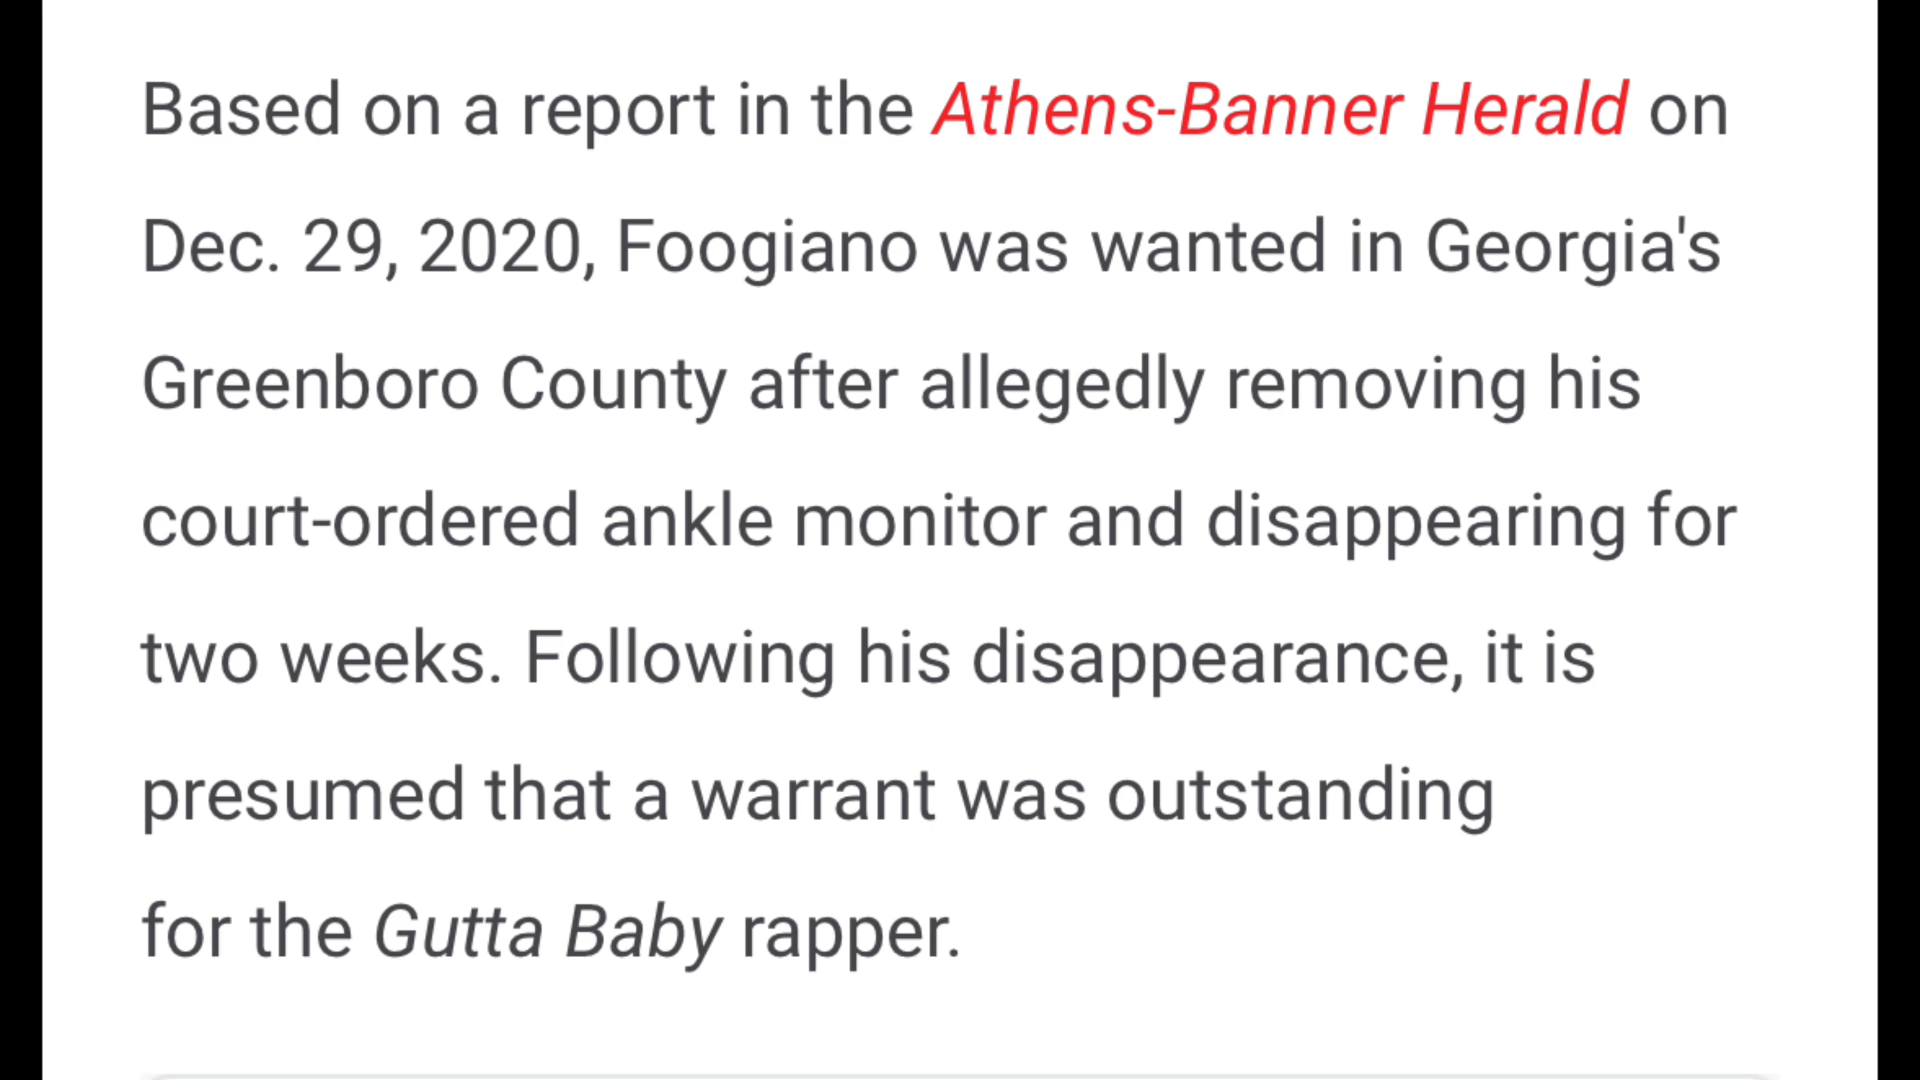 Based on a report in the Athens-Banner Herald on
Dec. 29, 2020, Foogiano was wanted in Georgia's
Greenboro County after allegedly removing his
court-ordered ankle monitor and disappearing for
two weeks. Following his disappearance, it is
presumed that a warrant was outstanding
for the Gutta Baby rapper.